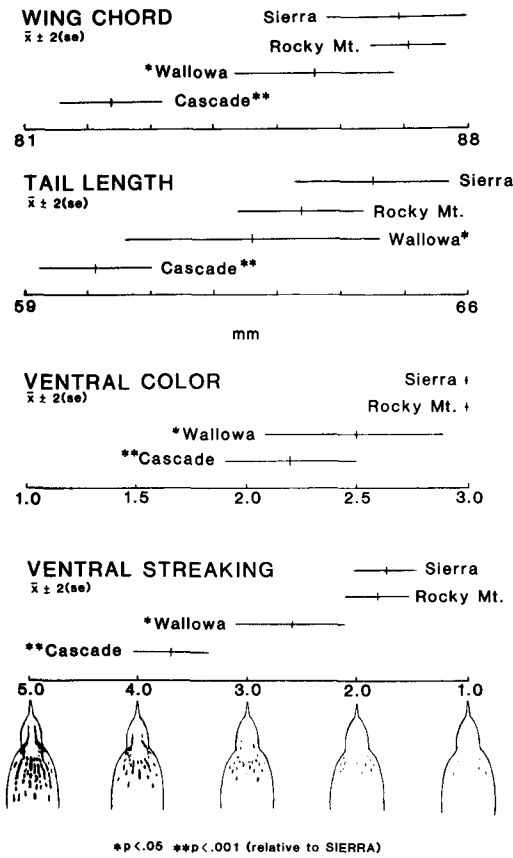 WING CHORD
x̄ ± 2(se)
Sierra
Rocky Mt.
*Wallowa
Cascade**
81 88
TAIL LENGTH
x̄ ± 2(se)
Sierra
Rocky Mt.
Wallowa*
Cascade**
59 66
mm
VENTRAL COLOR
x̄ ± 2(se)
Sierra
Rocky Mt.
*Wallowa
**Cascade
1.0 1.5 2.0 2.5 3.0
VENTRAL STREAKING
x̄ ± 2(se)
Sierra
Rocky Mt.
*Wallowa
**Cascade
5.0 4.0 3.0 2.0 1.0
*p<.05 **p<.001 (relative to SIERRA)